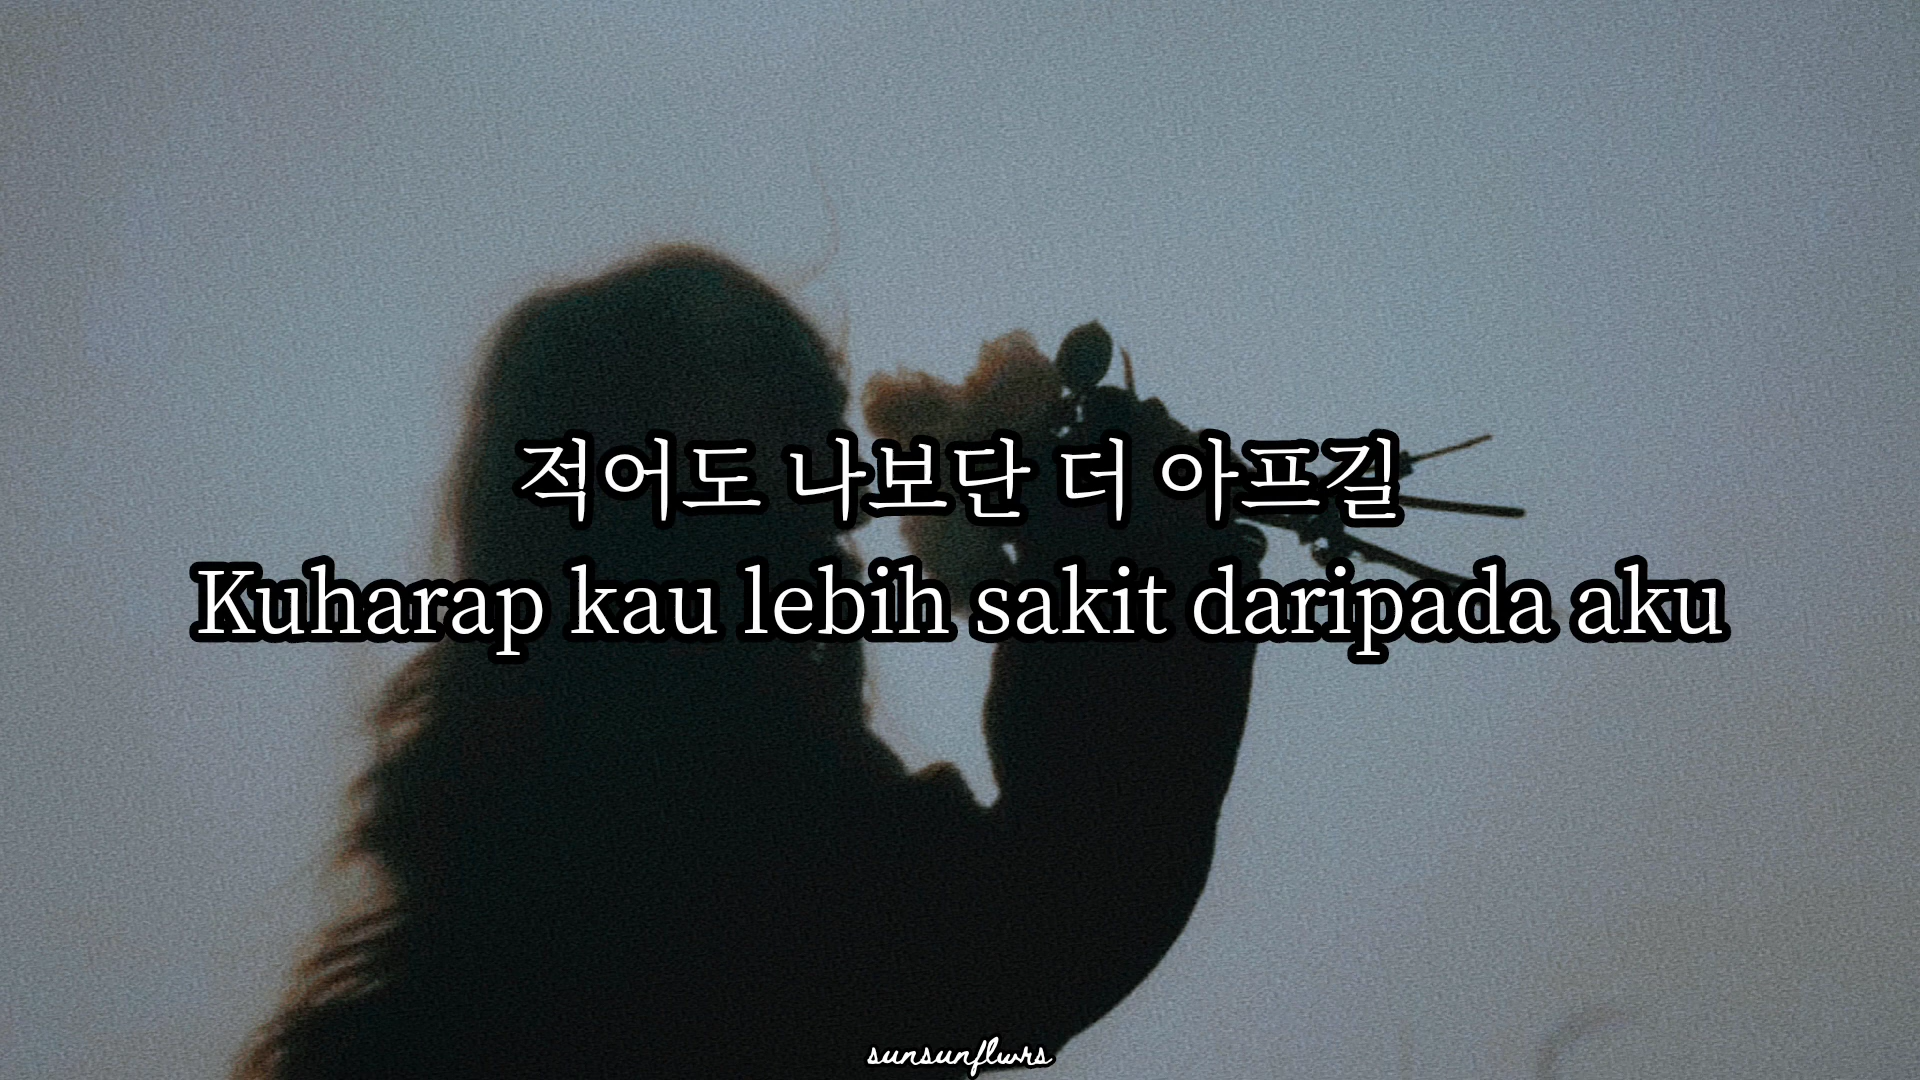 적어도 나보단 더 아프길
Kuharap kau lebih sakit daripada aku
sunsunflwrs